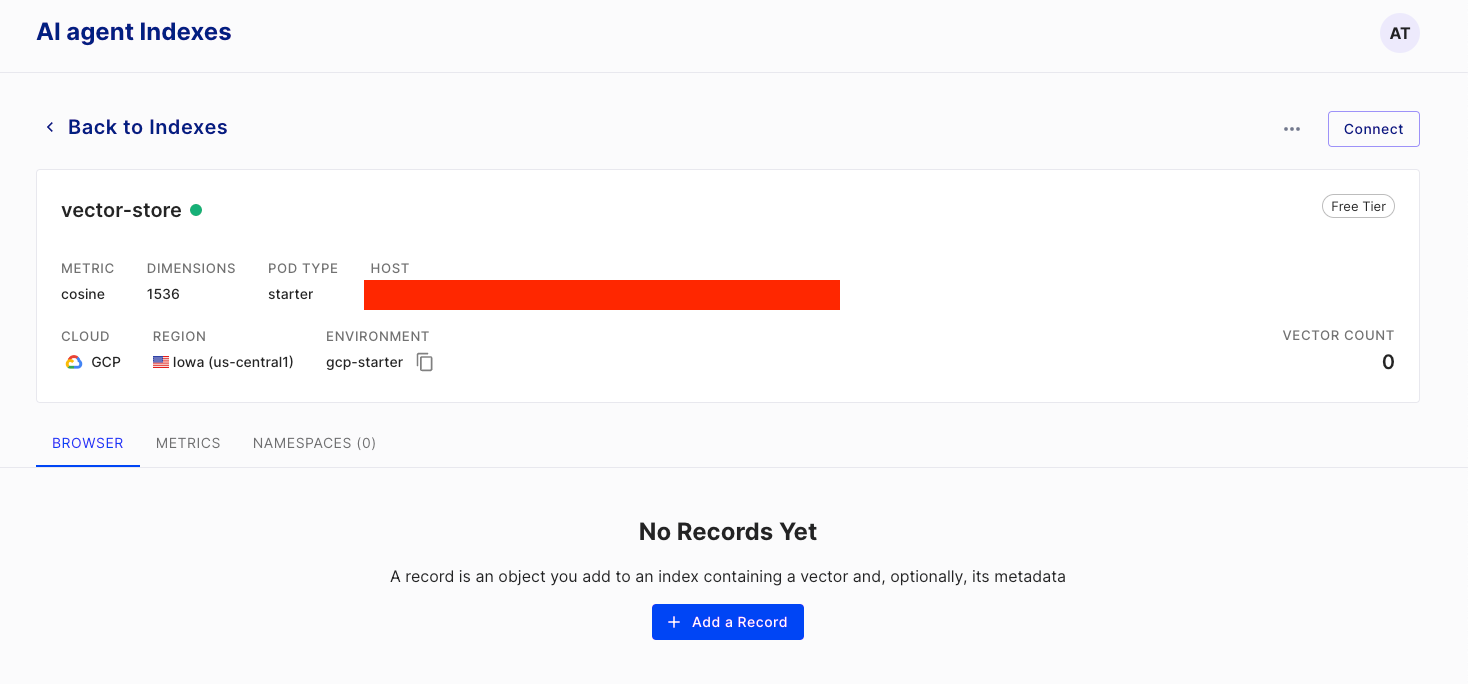 AI agent Indexes
AT
Back to Indexes
Connect
vector-store
Free Tier
METRIC DIMENSIONS POD TYPE HOST
cosine 1536 starter
CLOUD REGION ENVIRONMENT VECTOR COUNT
GCP Iowa (us-central1) gcp-starter 0
BROWSER METRICS NAMESPACES (0)
No Records Yet
A record is an object you add to an index containing a vector and, optionally, its metadata
+ Add a Record